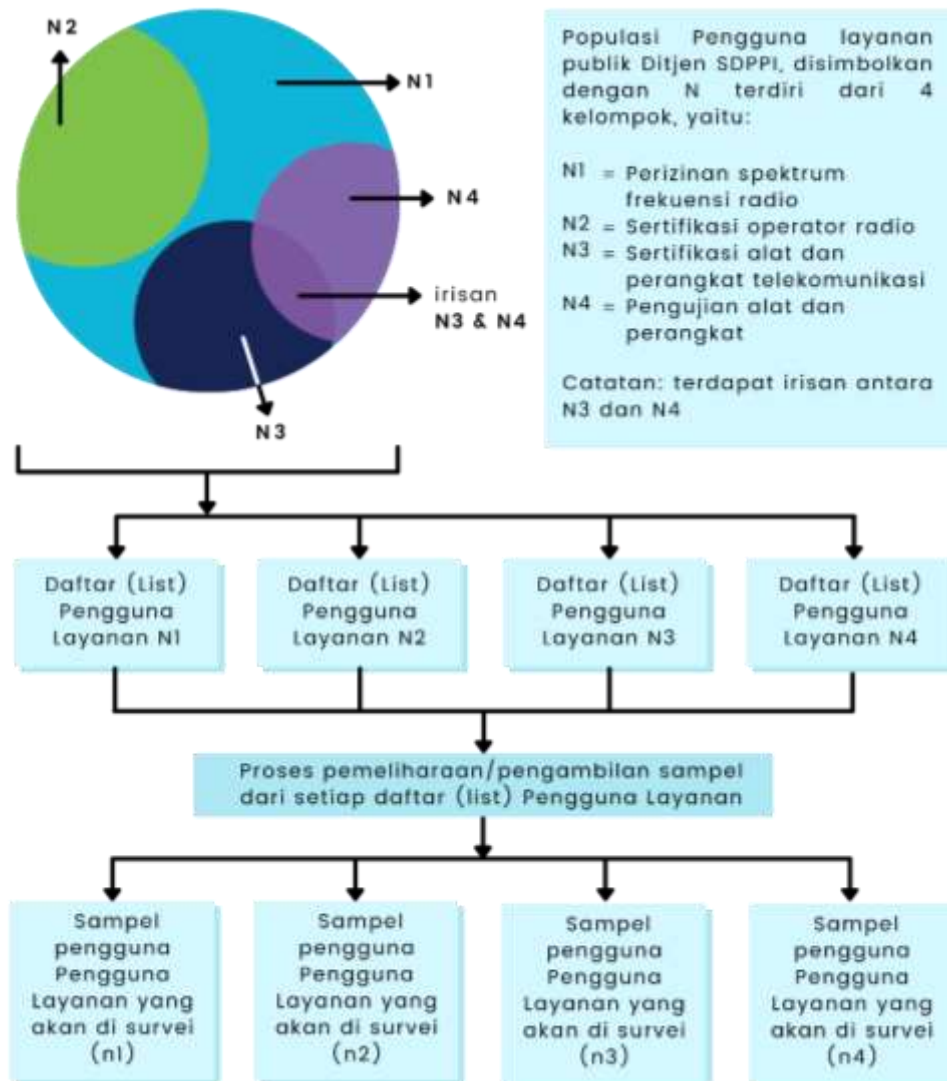 N2
N1
N4
irisan
N3 & N4
N3
Populasi Pengguna layanan
publik Ditjen SDPPI, disimbolkan
dengan N terdiri dari 4
kelompok, yaitu:
N1 = Perizinan spektrum
frekuensi radio
N2 = Sertifikasi operator radio
N3 = Sertifikasi alat dan
perangkat telekomunikasi
N4 = Pengujian alat dan
perangkat
Catatan: terdapat irisan antara
N3 dan N4
Daftar (List)
Pengguna
Layanan N1
Daftar (List)
Pengguna
Layanan N2
Daftar (List)
Pengguna
Layanan N3
Daftar (List)
Pengguna
Layanan N4
Proses pemeliharaan/pengambilan sampel
dari setiap daftar (list) Pengguna Layanan
Sampel
pengguna
Pengguna
Layanan yang
akan di survei
(n1)
Sampel
pengguna
Pengguna
Layanan yang
akan di survei
(n2)
Sampel
pengguna
Pengguna
Layanan yang
akan di survei
(n3)
Sampel
pengguna
Pengguna
Layanan yang
akan di survei
(n4)